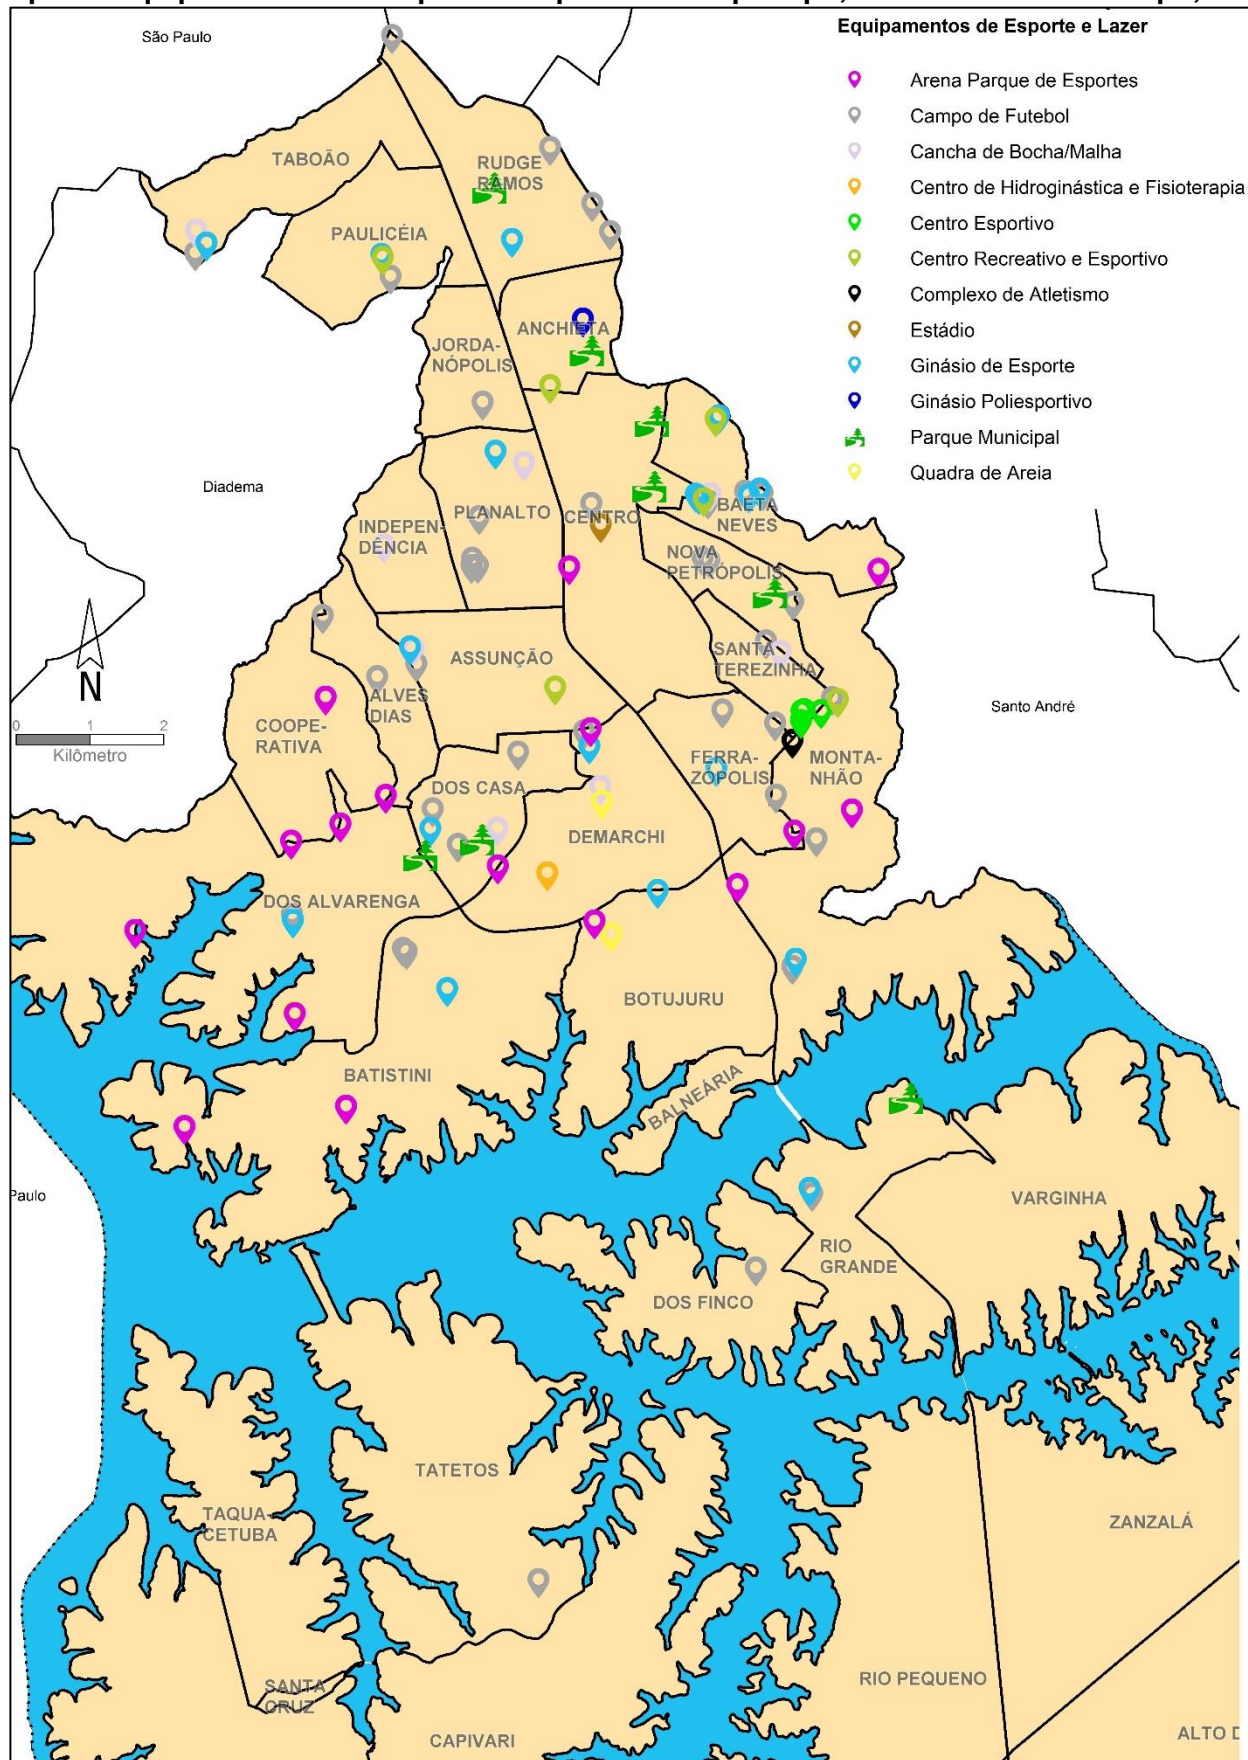 Equipamentos de Esporte e Lazer
Arena Parque de Esportes
Campo de Futebol
Cancha de Bocha/Malha
Centro de Hidroginástica e Fisioterapia
Centro Esportivo
Centro Recreativo e Esportivo
Complexo de Atletismo
Estádio
Ginásio de Esporte
Ginásio Poliesportivo
Parque Municipal
Quadra de Areia
São Paulo
TABOÃO
RUDGE
RAMOS
PAULICÉIA
ANCHIETA
JORDA-
NÓPOLIS
Diadema
PLANALTO
CENTRO
BAETA
NEVES
INDEPEN-
DÊNCIA
NOVA
PETRÓPOLIS
ASSUNÇÃO
SANTA
TEREZINHA
N
ALVES
DIAS
Santo André
COOPE-
RATIVA
0 1 2
Kilômetro
FERRA-
ZÓPOLIS
MONTA-
NHÃO
DOS CASA
DEMARCHI
DOS ALVARENGA
BOTUJURU
BATISTINI
BALNEÁRIA
Paulo
VARGINHA
RIO
GRANDE
DOS FINCO
TATETOS
TAQUA-
CETUBA
ZANZALÁ
SANTA
CRUZ
RIO PEQUENO
CAPIVARI
ALTO D